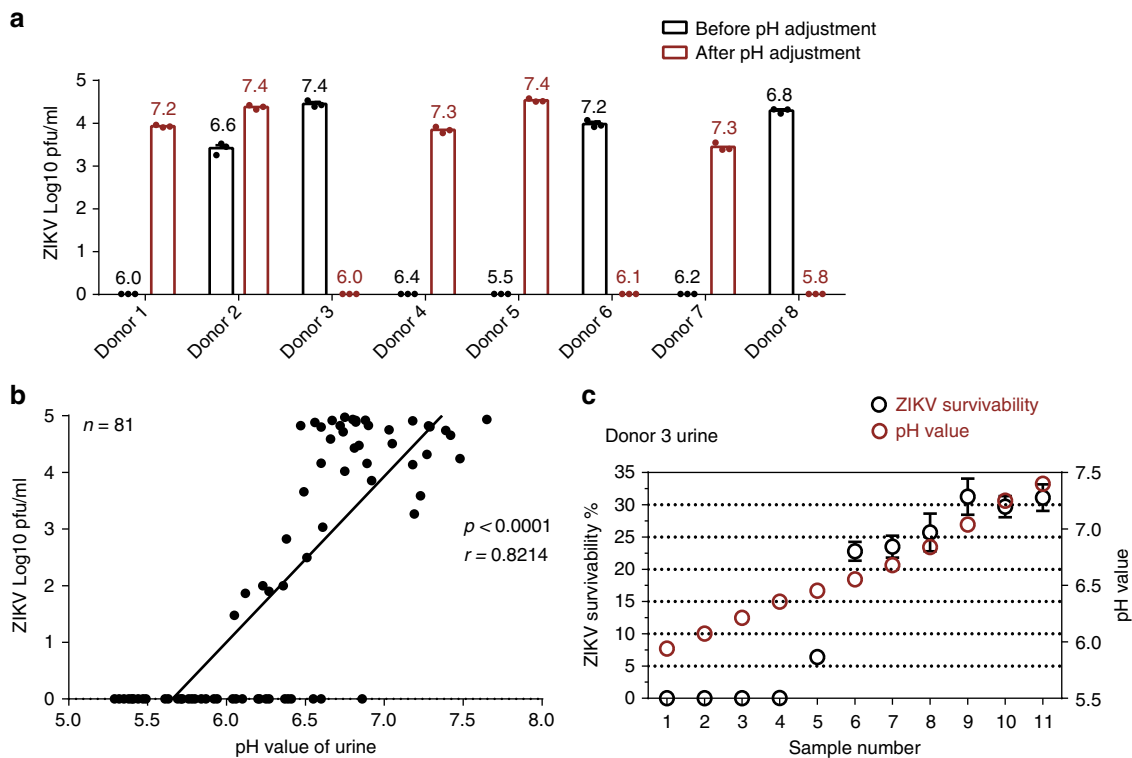 a
Before pH adjustment
After pH adjustment
ZIKV Log10 pfu/ml
5
4
3
2
1
0
6.0
7.2
6.6
7.4
7.4
6.0
6.4
7.3
5.5
7.4
7.2
6.1
6.2
7.3
6.8
5.8
Donor 1
Donor 2
Donor 3
Donor 4
Donor 5
Donor 6
Donor 7
Donor 8
b
n = 81
ZIKV Log10 pfu/ml
5
4
3
2
1
0
p < 0.0001
r = 0.8214
5.0 5.5 6.0 6.5 7.0 7.5 8.0
pH value of urine
c
ZIKV survivability
pH value
Donor 3 urine
ZIKV survivability %
35
30
25
20
15
10
5
0
7.5
7.0
6.5
6.0
5.5
pH value
1 2 3 4 5 6 7 8 9 10 11
Sample number